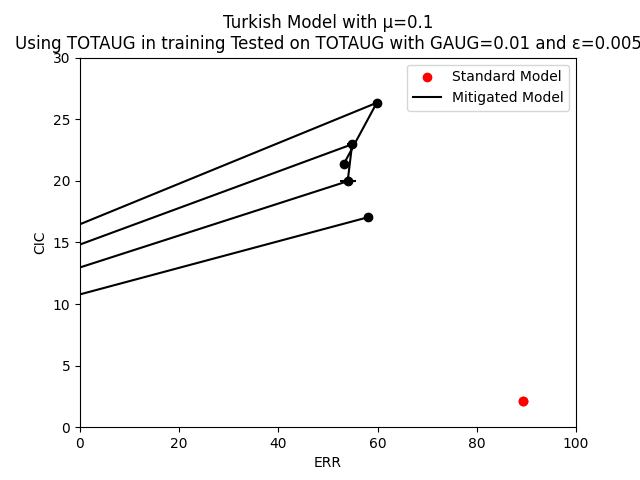 Turkish Model with μ=0.1
Using TOTAUG in training Tested on TOTAUG with GAUG=0.01 and ε=0.005
30
25
20
15
10
5
0
CIC
Standard Model
Mitigated Model
0 20 40 60 80 100
ERR